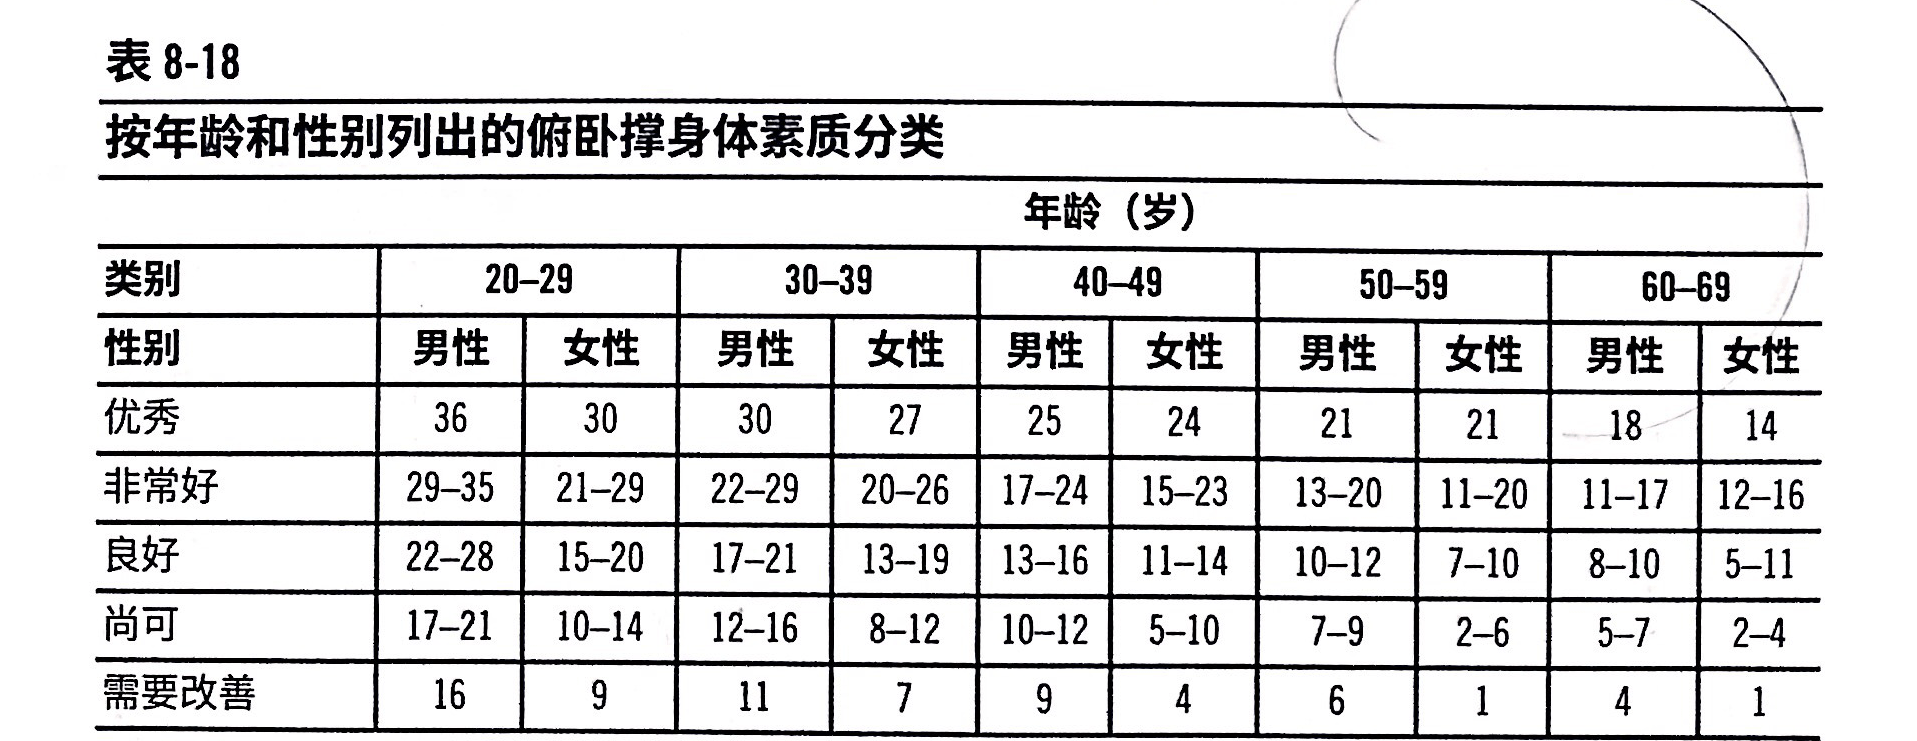 表 8-18
按年龄和性别列出的俯卧撑身体素质分类
年龄（岁）
类别 20–29 30–39 40–49 50–59 60–69
性别 男性 女性 男性 女性 男性 女性 男性 女性 男性 女性
优秀 36 30 30 27 25 24 21 21 18 14
非常好 29–35 21–29 22–29 20–26 17–24 15–23 13–20 11–20 11–17 12–16
良好 22–28 15–20 17–21 13–19 13–16 11–14 10–12 7–10 8–10 5–11
尚可 17–21 10–14 12–16 8–12 10–12 5–10 7–9 2–6 5–7 2–4
需要改善 16 9 11 7 9 4 6 1 4 1